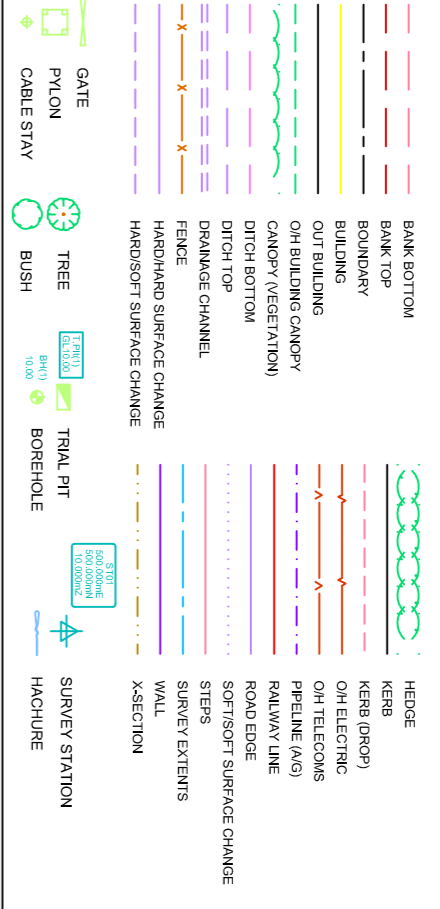 BANK BOTTOM
BANK TOP
BOUNDARY
BUILDING
OUT BUILDING
O/H BUILDING CANOPY
CANOPY (VEGETATION)
DITCH BOTTOM
DITCH TOP
DRAINAGE CHANNEL
FENCE
HARD/HARD SURFACE CHANGE
HARD/SOFT SURFACE CHANGE
HEDGE
KERB
KERB (DROP)
O/H ELECTRIC
O/H TELECOMS
PIPELINE (A/G)
RAILWAY LINE
ROAD EDGE
SOFT/SOFT SURFACE CHANGE
STEPS
SURVEY EXTENTS
WALL
X-SECTION
GATE
PYLON
CABLE STAY
TREE
BUSH
T.Pit(1)
GL10.00
TRIAL PIT
BH(1)
10.00
BOREHOLE
ST01
500.000mE
500.000mN
10.000mZ
SURVEY STATION
HACHURE